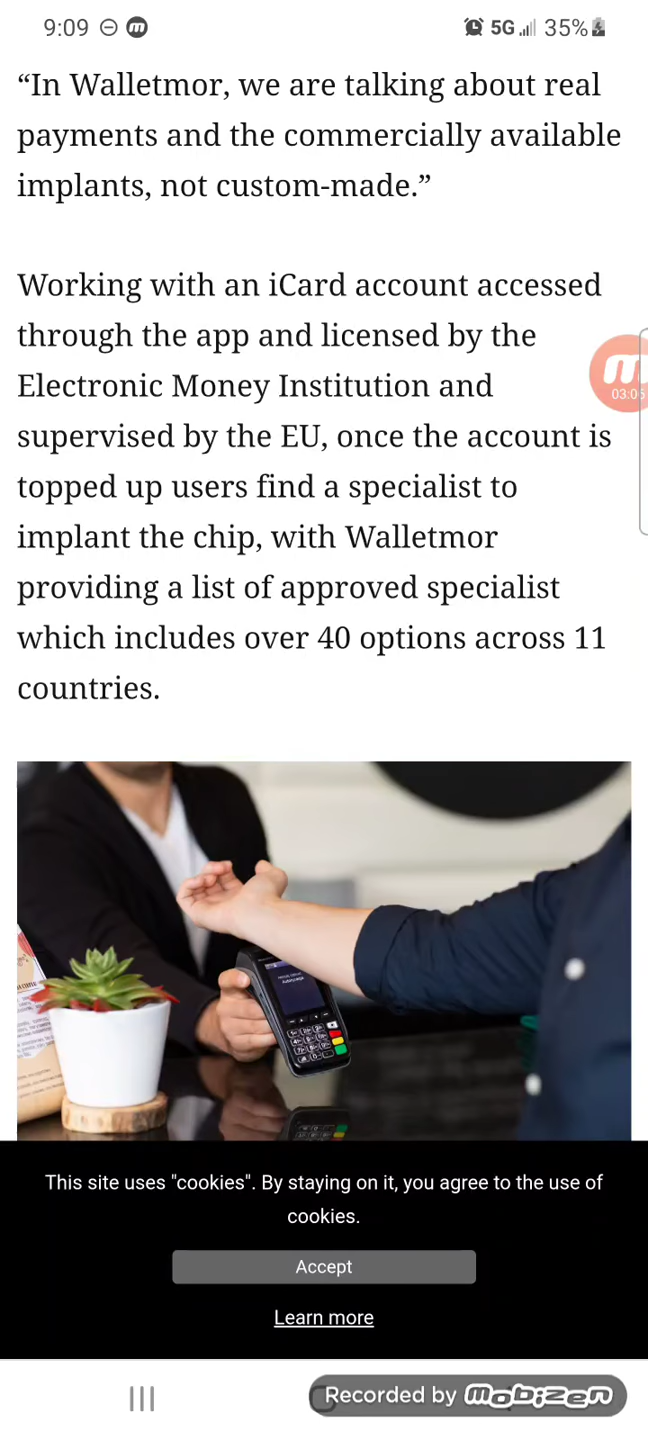 9:09
5G 35%
“In Walletmor, we are talking about real
payments and the commercially available
implants, not custom-made.”
Working with an iCard account accessed
through the app and licensed by the
Electronic Money Institution and
supervised by the EU, once the account is
topped up users find a specialist to
implant the chip, with Walletmor
providing a list of approved specialist
which includes over 40 options across 11
countries.
This site uses "cookies". By staying on it, you agree to the use of
cookies.
Accept
Learn more
Recorded by mobizen